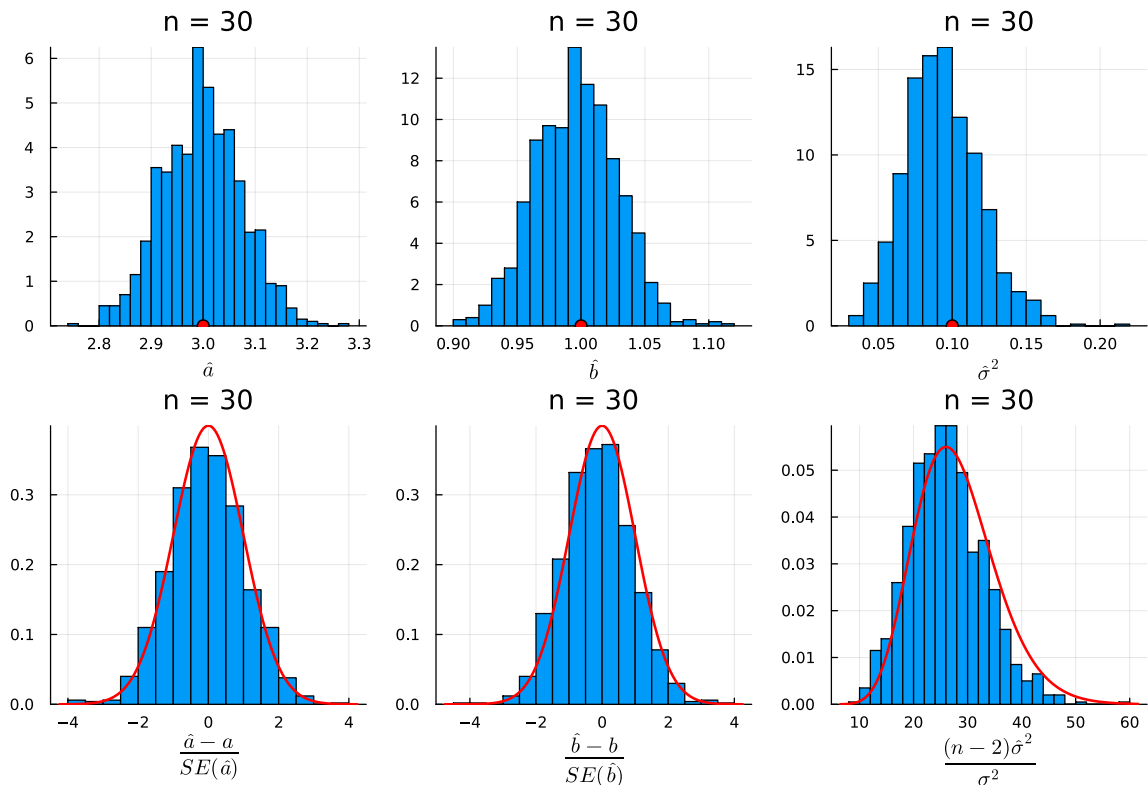 n = 30
n = 30
n = 30
6
5
4
3
2
1
0
2.8 2.9 3.0 3.1 3.2 3.3
â
12
10
8
6
4
2
0
0.90 0.95 1.00 1.05 1.10
b̂
15
10
5
0
0.05 0.10 0.15 0.20
σ̂²
n = 30
n = 30
n = 30
0.3
0.2
0.1
0.0
−4 −2 0 2 4
â − a
SE(â)
0.3
0.2
0.1
0.0
−4 −2 0 2 4
b̂ − b
SE(b̂)
0.05
0.04
0.03
0.02
0.01
0.00
10 20 30 40 50 60
(n − 2)σ̂²
σ²